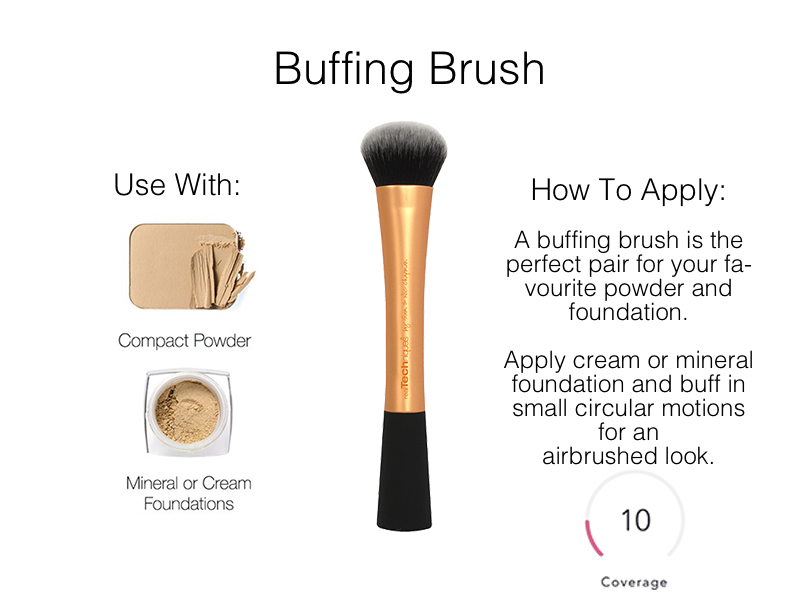 Buffing Brush
Use With:
Compact Powder
Mineral or Cream
Foundations
real Techniques
How To Apply:
A buffing brush is the
perfect pair for your fa-
vourite powder and
foundation.
Apply cream or mineral
foundation and buff in
small circular motions
for an
airbrushed look.
10
Coverage